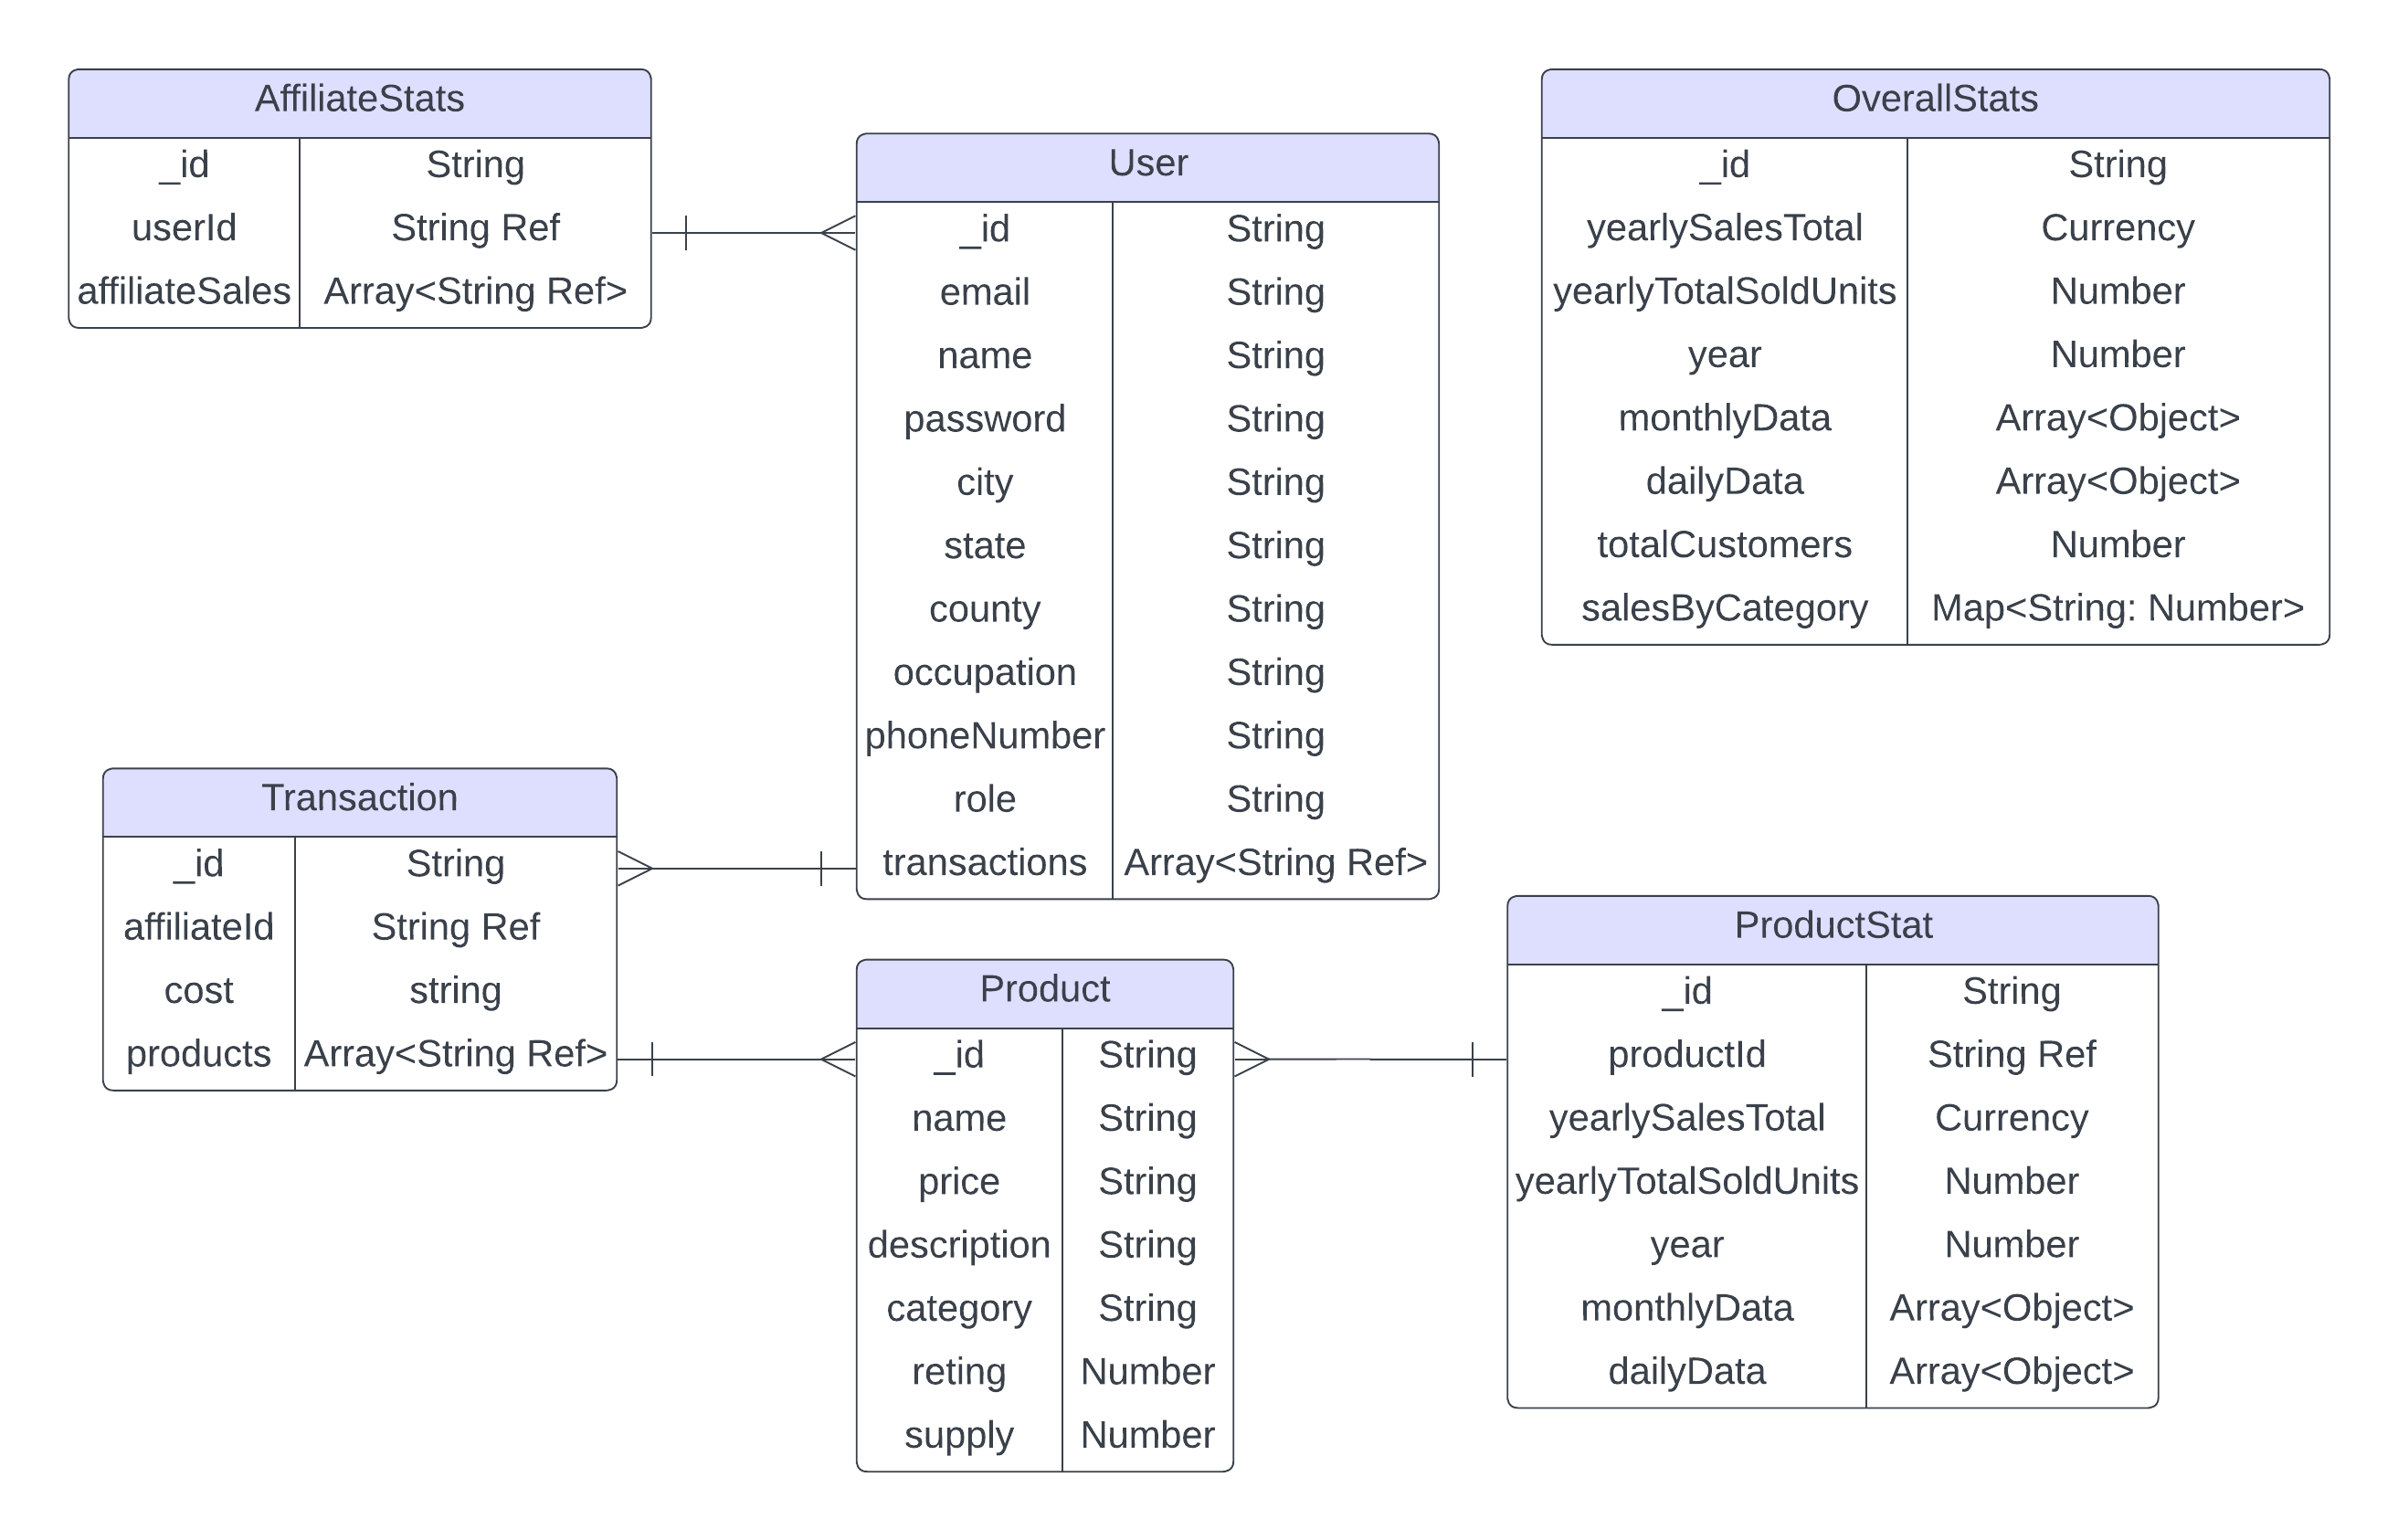 AffiliateStats
_id String
userId String Ref
affiliateSales Array<String Ref>
User
_id String
email String
name String
password String
city String
state String
county String
occupation String
phoneNumber String
role String
transactions Array<String Ref>
OverallStats
_id String
yearlySalesTotal Currency
yearlyTotalSoldUnits Number
year Number
monthlyData Array<Object>
dailyData Array<Object>
totalCustomers Number
salesByCategory Map<String: Number>
Transaction
_id String
affiliateId String Ref
cost string
products Array<String Ref>
Product
_id String
name String
price String
description String
category String
reting Number
supply Number
ProductStat
_id String
productId String Ref
yearlySalesTotal Currency
yearlyTotalSoldUnits Number
year Number
monthlyData Array<Object>
dailyData Array<Object>